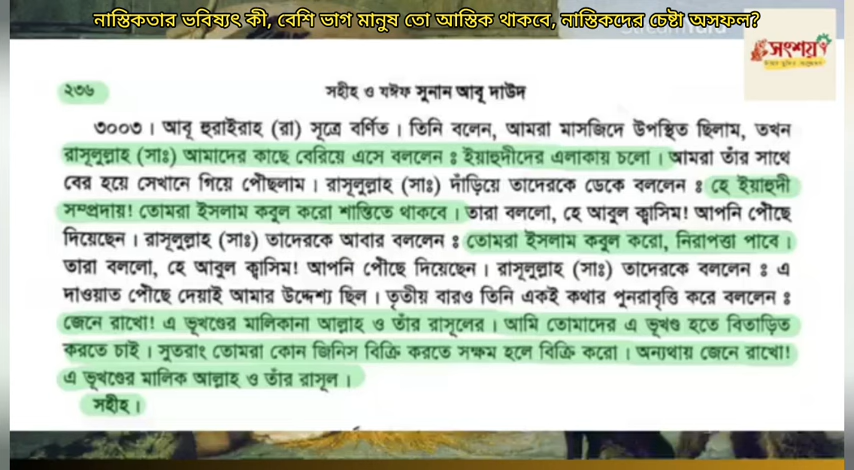 নাস্তিকতার ভবিষ্যৎ কী, বেশি ভাগ মানুষ তো আস্তিক থাকবে, নাস্তিকদের চেষ্টা অসফল?
সংশয়
২৩৬
সহীহ ও যঈফ সুনান আবূ দাউদ
৩০০৩। আবূ হুরাইরাহ (রা) সূত্রে বর্ণিত। তিনি বলেন, আমরা মাসজিদে উপস্থিত ছিলাম, তখন
রাসূলুল্লাহ (সাঃ) আমাদের কাছে বেরিয়ে এসে বললেন ঃ ইয়াহুদীদের এলাকায় চলো। আমরা তাঁর সাথে
বের হয়ে সেখানে গিয়ে পৌঁছলাম। রাসূলুল্লাহ (সাঃ) দাঁড়িয়ে তাদেরকে ডেকে বললেন ঃ হে ইয়াহুদী
সম্প্রদায়! তোমরা ইসলাম কবুল করো শান্তিতে থাকবে। তারা বললো, হে আবুল ক্বাসিম! আপনি পৌঁছে
দিয়েছেন। রাসূলুল্লাহ (সাঃ) তাদেরকে আবার বললেন ঃ তোমরা ইসলাম কবুল করো, নিরাপত্তা পাবে।
তারা বললো, হে আবুল ক্বাসিম! আপনি পৌঁছে দিয়েছেন। রাসূলুল্লাহ (সাঃ) তাদেরকে বললেন ঃ এ
দাওয়াত পৌঁছে দেয়াই আমার উদ্দেশ্য ছিল। তৃতীয় বারও তিনি একই কথার পুনরাবৃত্তি করে বললেন ঃ
জেনে রাখো! এ ভূখণ্ডের মালিকানা আল্লাহ ও তাঁর রাসূলের। আমি তোমাদের এ ভূখণ্ড হতে বিতাড়িত
করতে চাই। সুতরাং তোমরা কোন জিনিস বিক্রি করতে সক্ষম হলে বিক্রি করো। অন্যথায় জেনে রাখো!
এ ভূখণ্ডের মালিক আল্লাহ ও তাঁর রাসূল।
সহীহ।